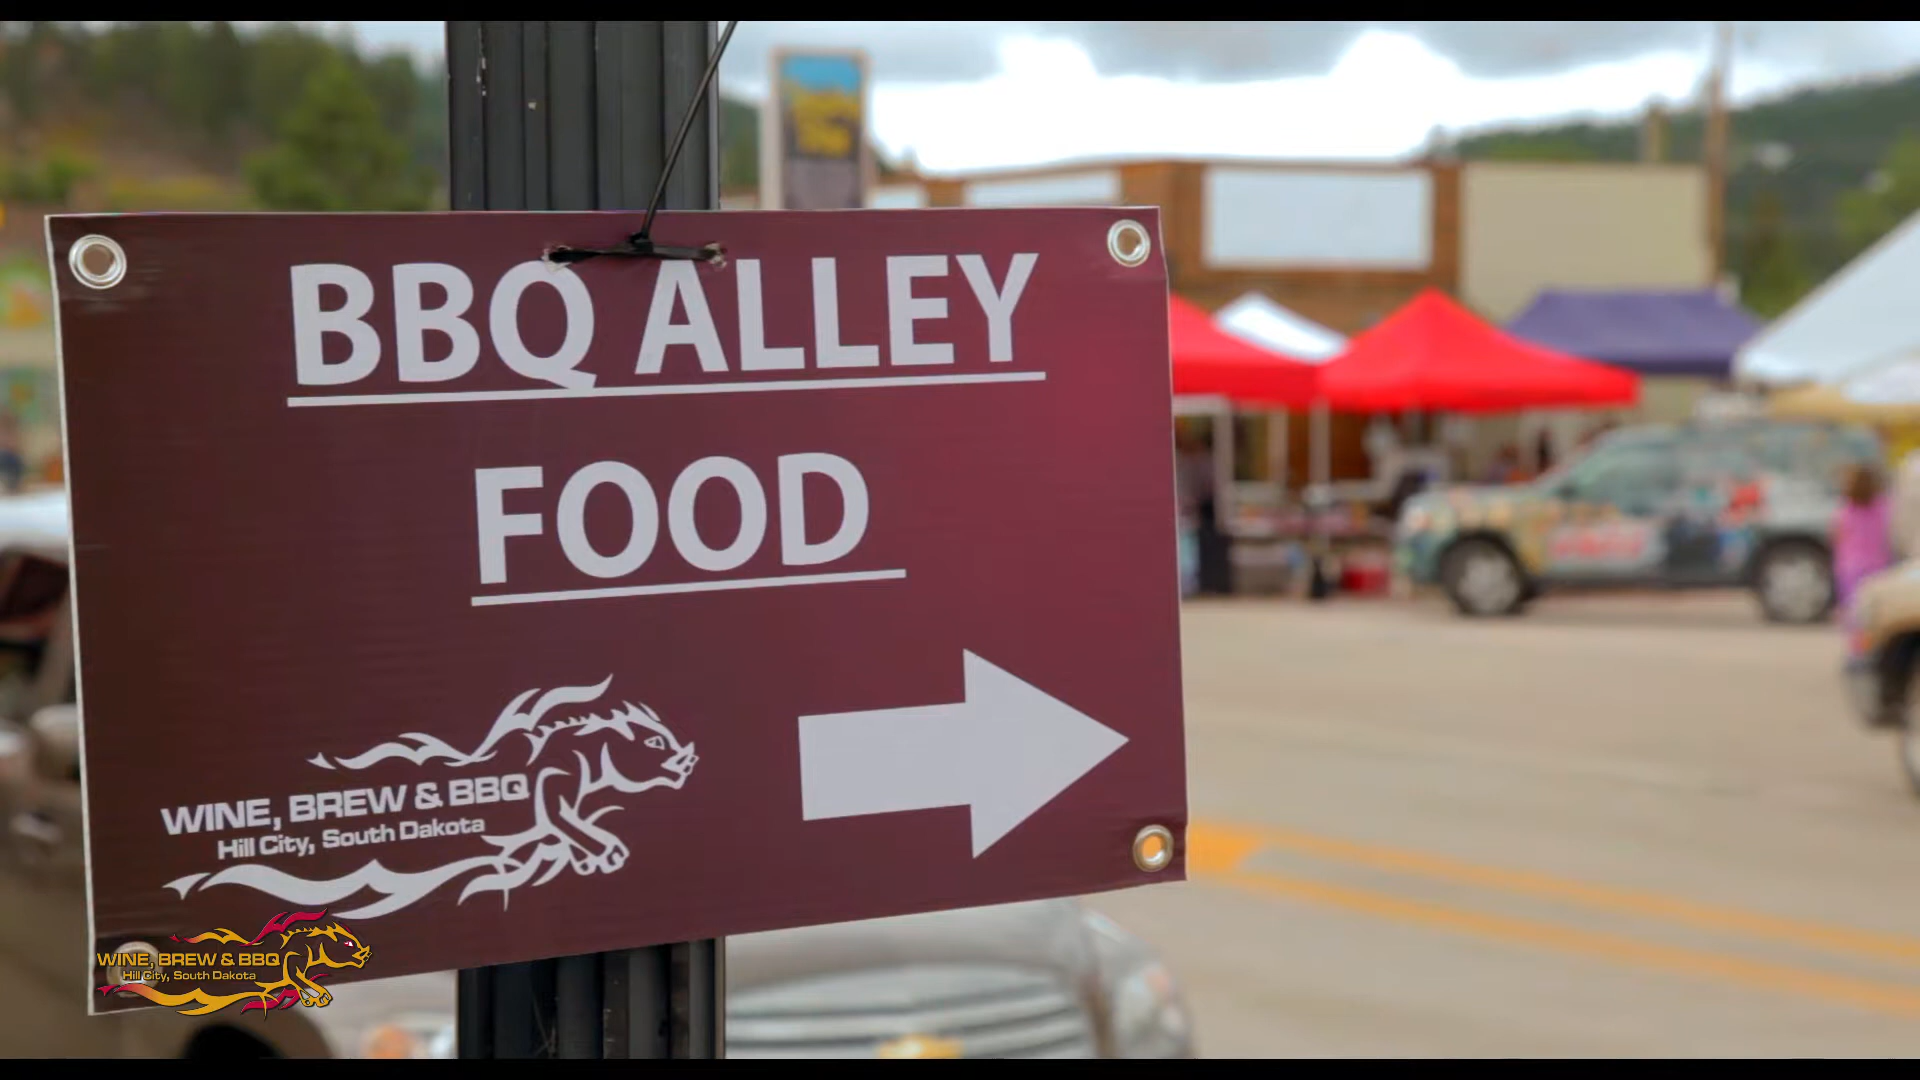 BBQ ALLEY
FOOD
WINE, BREW & BBQ
Hill City, South Dakota
WINE, BREW & BBQ
Hill City, South Dakota